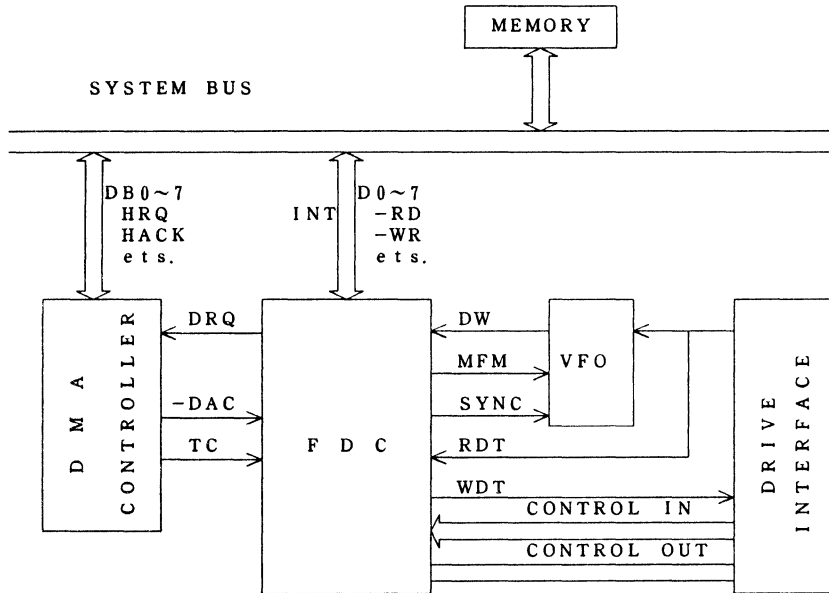 MEMORY
SYSTEM BUS
DB0~7
HRQ
HACK
ets.
INT
D0~7
-RD
-WR
ets.
DMA
CONTROLLER
DRQ
-DAC
TC
FDC
DW
MFM
SYNC
RDT
WDT
CONTROL IN
CONTROL OUT
VFO
DRIVE
INTERFACE